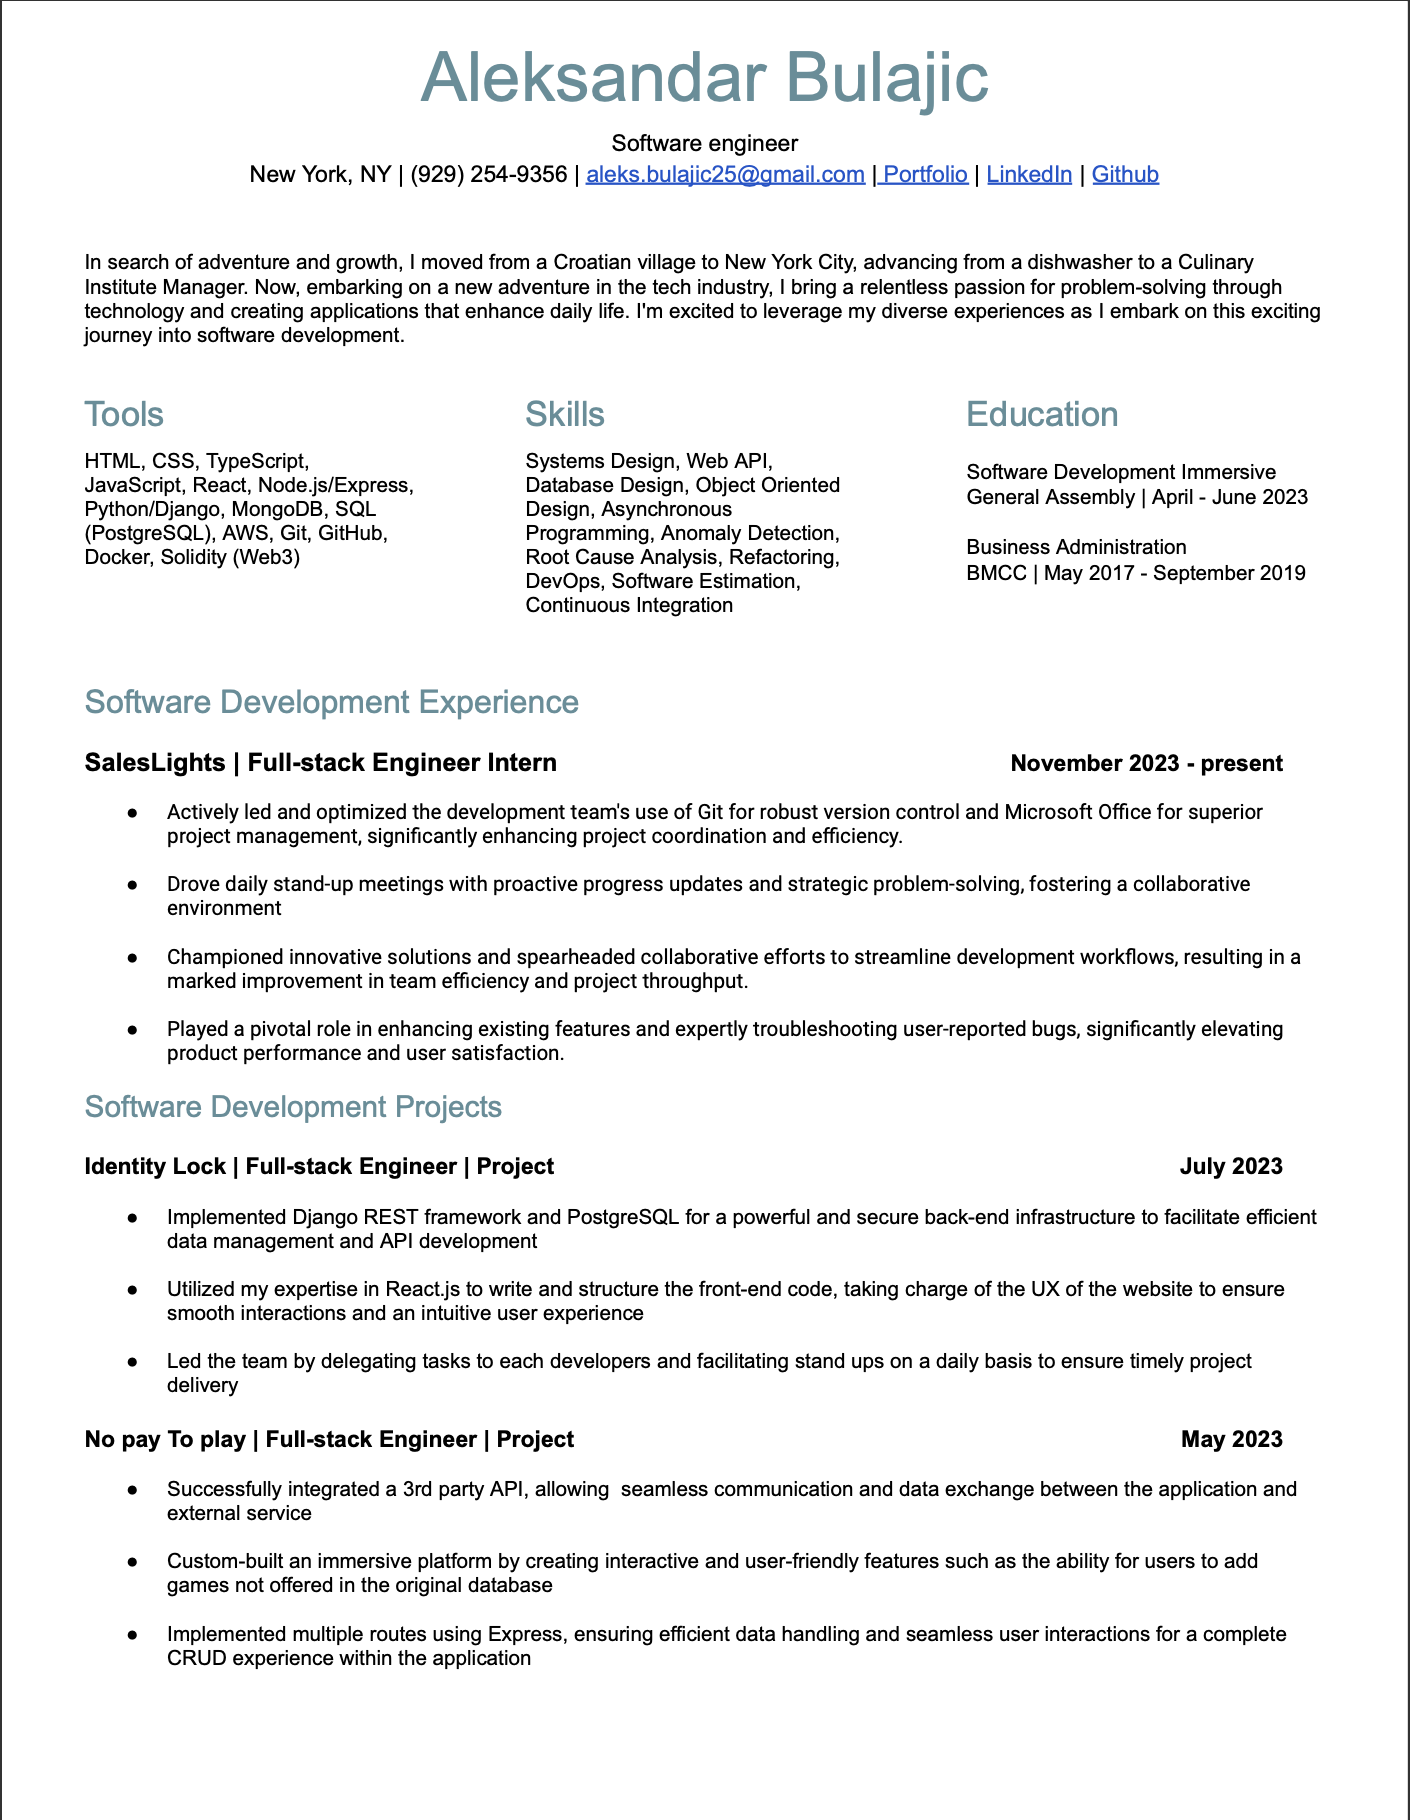 Aleksandar Bulajic
Software engineer
New York, NY | (929) 254-9356 | aleks.bulajic25@gmail.com | Portfolio | LinkedIn | Github
In search of adventure and growth, I moved from a Croatian village to New York City, advancing from a dishwasher to a Culinary
Institute Manager. Now, embarking on a new adventure in the tech industry, I bring a relentless passion for problem-solving through
technology and creating applications that enhance daily life. I'm excited to leverage my diverse experiences as I embark on this exciting
journey into software development.
Tools
HTML, CSS, TypeScript,
JavaScript, React, Node.js/Express,
Python/Django, MongoDB, SQL
(PostgreSQL), AWS, Git, GitHub,
Docker, Solidity (Web3)
Skills
Systems Design, Web API,
Database Design, Object Oriented
Design, Asynchronous
Programming, Anomaly Detection,
Root Cause Analysis, Refactoring,
DevOps, Software Estimation,
Continuous Integration
Education
Software Development Immersive
General Assembly | April - June 2023
Business Administration
BMCC | May 2017 - September 2019
Software Development Experience
SalesLights | Full-stack Engineer Intern November 2023 - present
● Actively led and optimized the development team's use of Git for robust version control and Microsoft Office for superior
project management, significantly enhancing project coordination and efficiency.
● Drove daily stand-up meetings with proactive progress updates and strategic problem-solving, fostering a collaborative
environment
● Championed innovative solutions and spearheaded collaborative efforts to streamline development workflows, resulting in a
marked improvement in team efficiency and project throughput.
● Played a pivotal role in enhancing existing features and expertly troubleshooting user-reported bugs, significantly elevating
product performance and user satisfaction.
Software Development Projects
Identity Lock | Full-stack Engineer | Project July 2023
● Implemented Django REST framework and PostgreSQL for a powerful and secure back-end infrastructure to facilitate efficient
data management and API development
● Utilized my expertise in React.js to write and structure the front-end code, taking charge of the UX of the website to ensure
smooth interactions and an intuitive user experience
● Led the team by delegating tasks to each developers and facilitating stand ups on a daily basis to ensure timely project
delivery
No pay To play | Full-stack Engineer | Project May 2023
● Successfully integrated a 3rd party API, allowing  seamless communication and data exchange between the application and
external service
● Custom-built an immersive platform by creating interactive and user-friendly features such as the ability for users to add
games not offered in the original database
● Implemented multiple routes using Express, ensuring efficient data handling and seamless user interactions for a complete
CRUD experience within the application